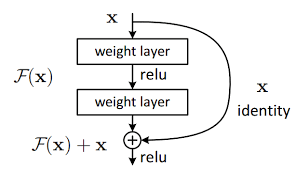 x
weight layer
F(x)
relu
x
weight layer
identity
F(x) + x
relu